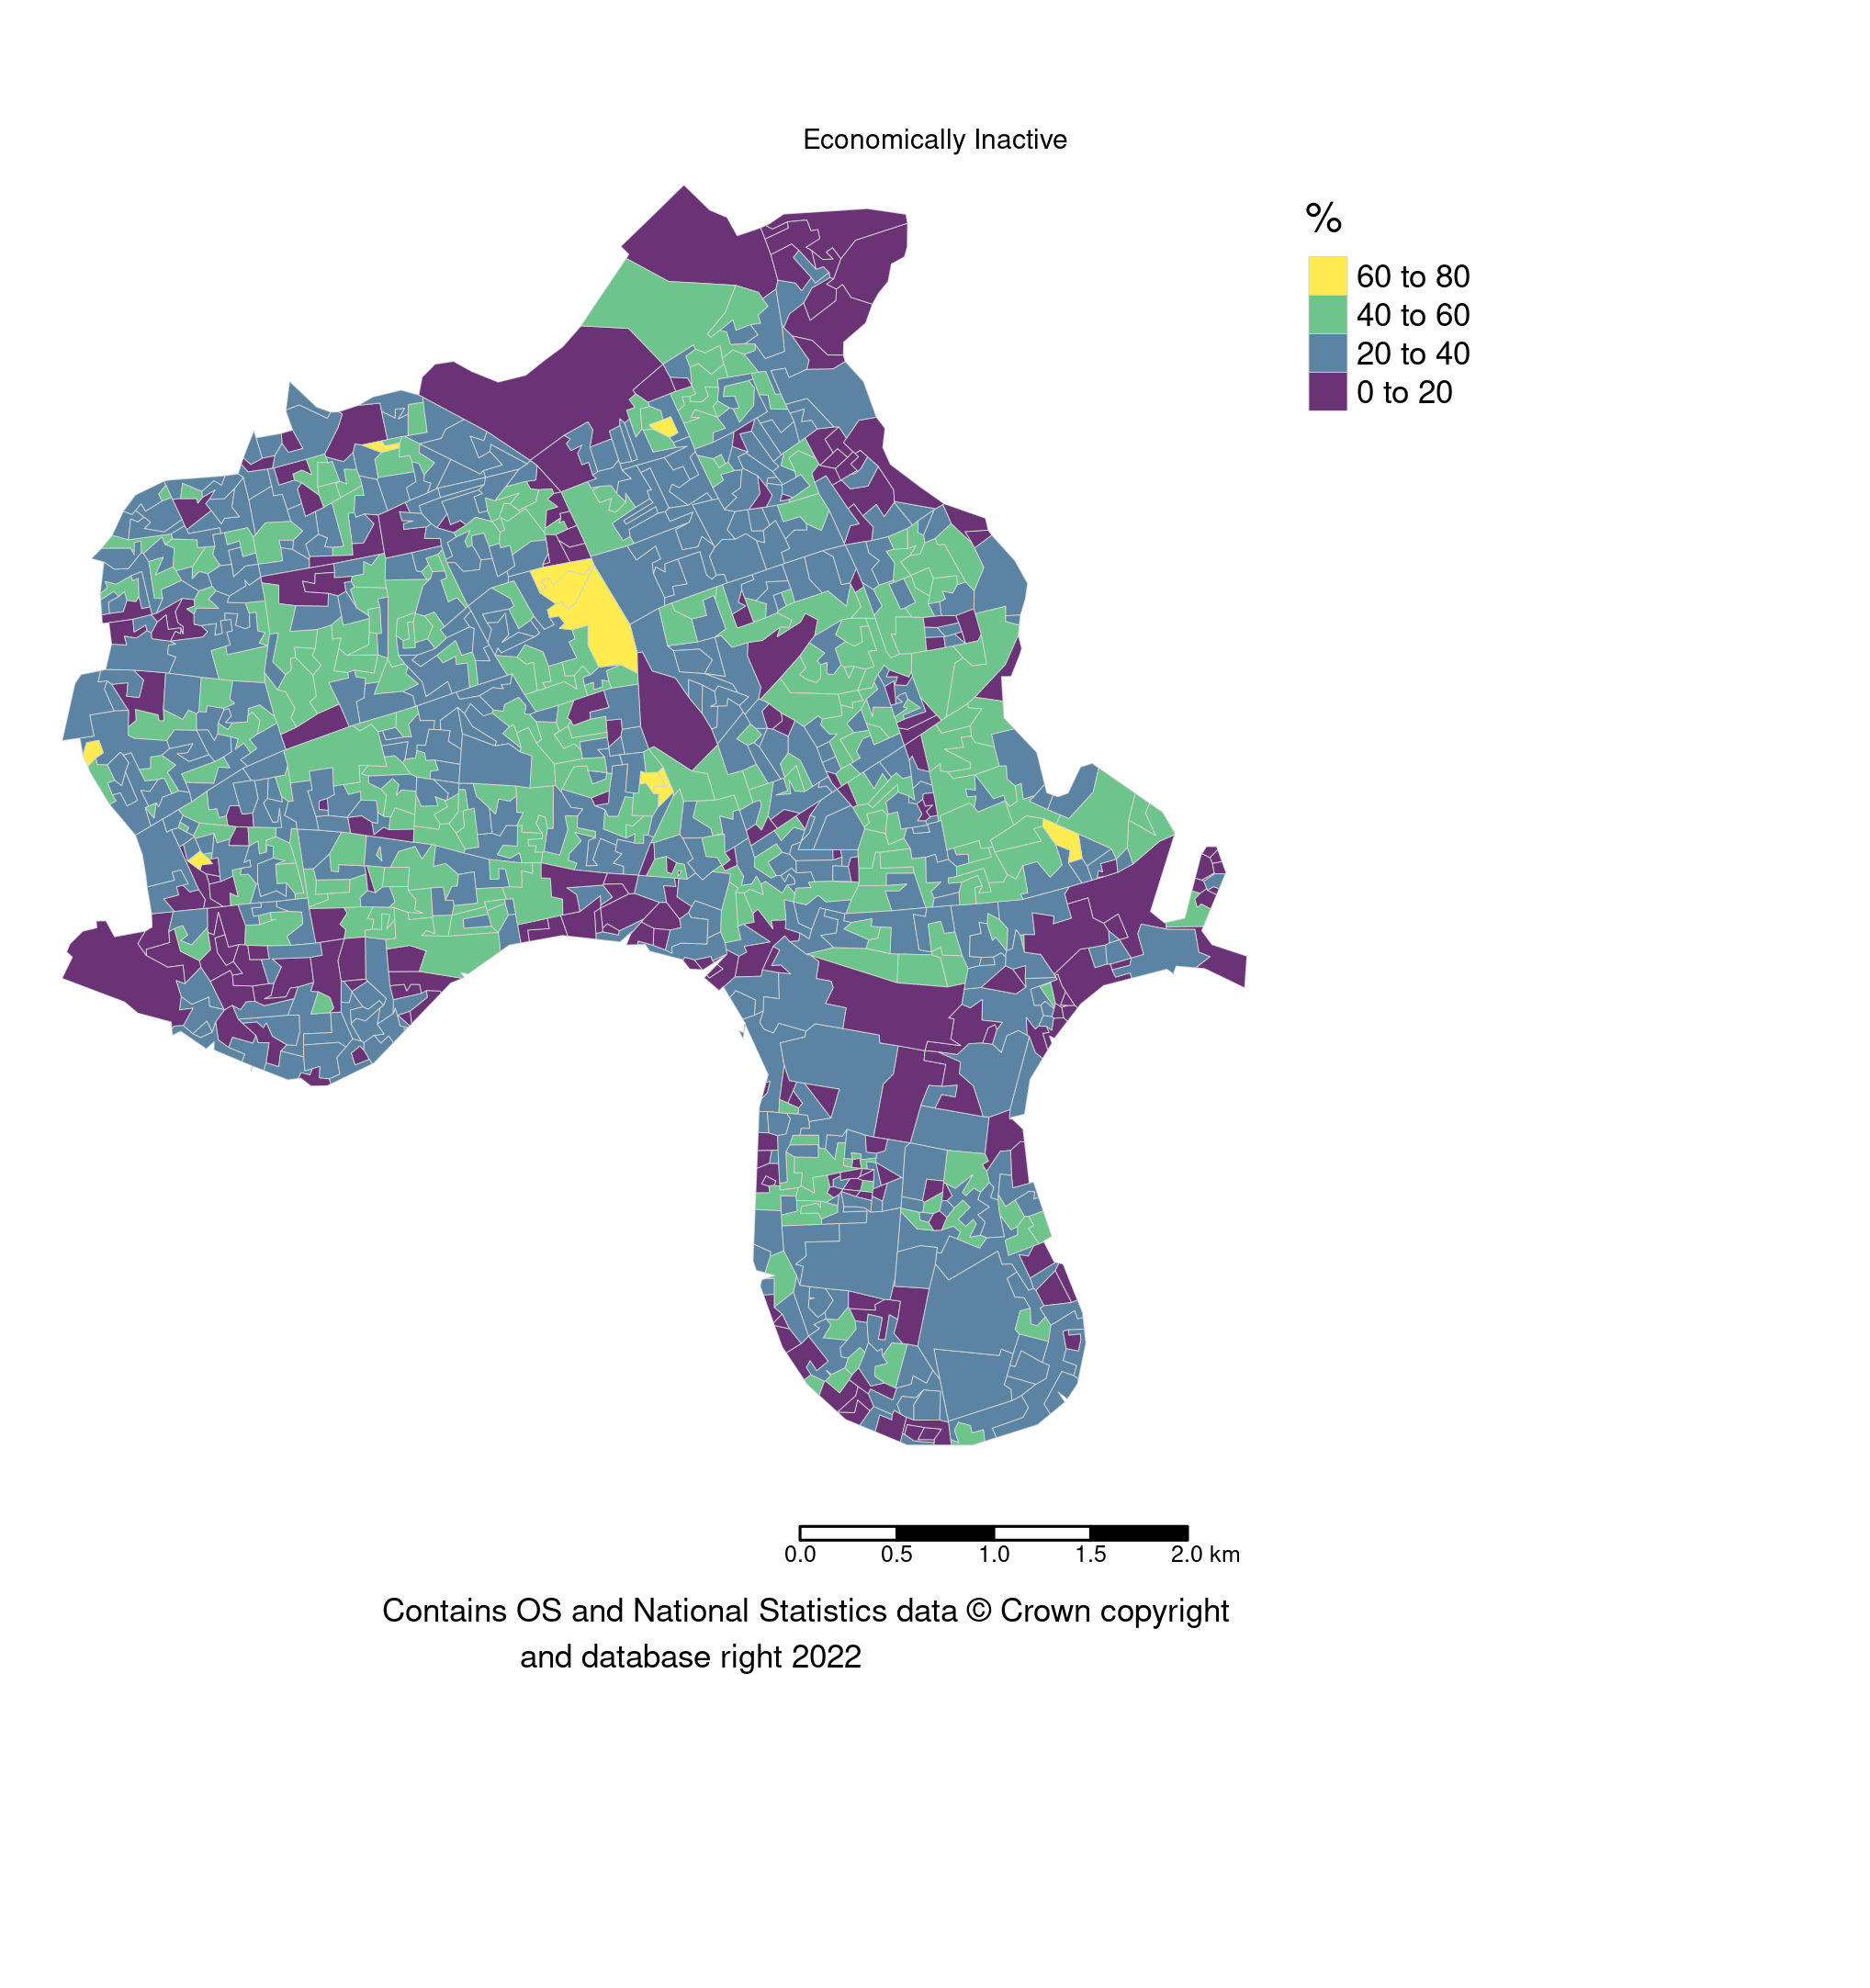 Economically Inactive
%
60 to 80
40 to 60
20 to 40
0 to 20
0.0 0.5 1.0 1.5 2.0 km
Contains OS and National Statistics data © Crown copyright
and database right 2022